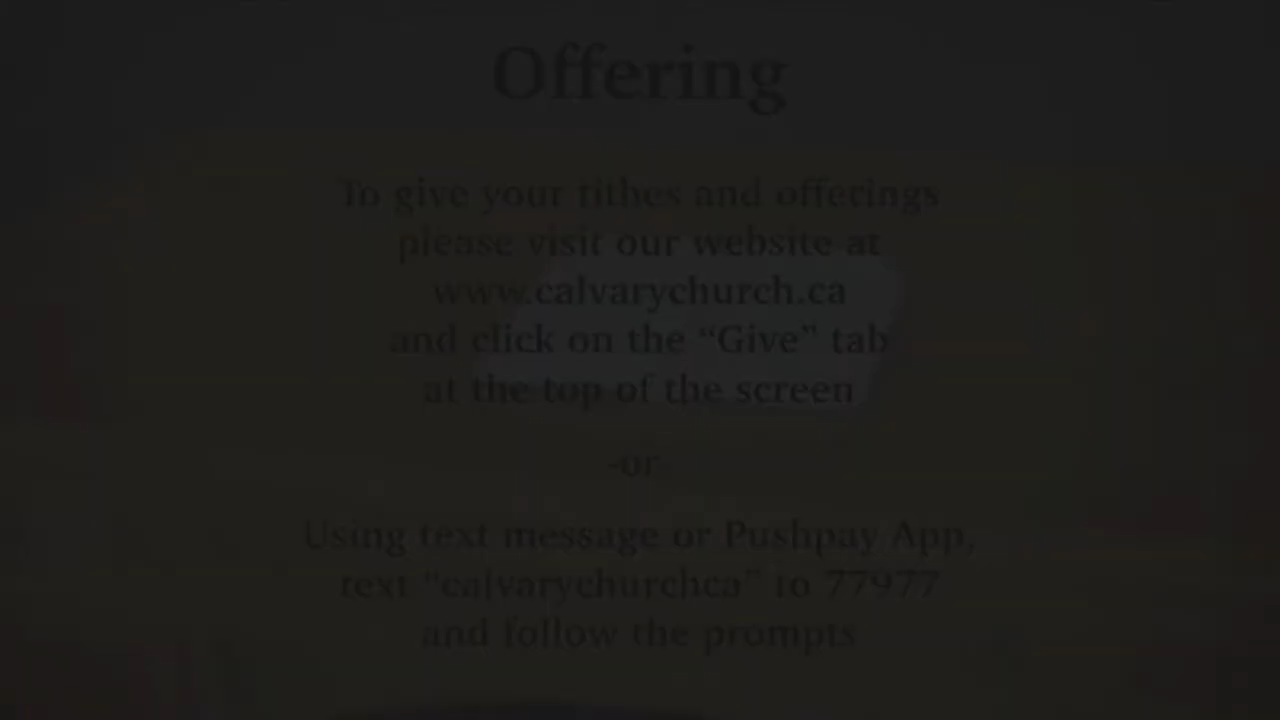 Offering
To give your tithes and offerings
please visit our website at
www.calvarychurch.ca
and click on the “Give” tab
at the top of the screen
-or
Using text message or Pushpay App,
text “calvarychurchca” to 77977
and follow the prompts